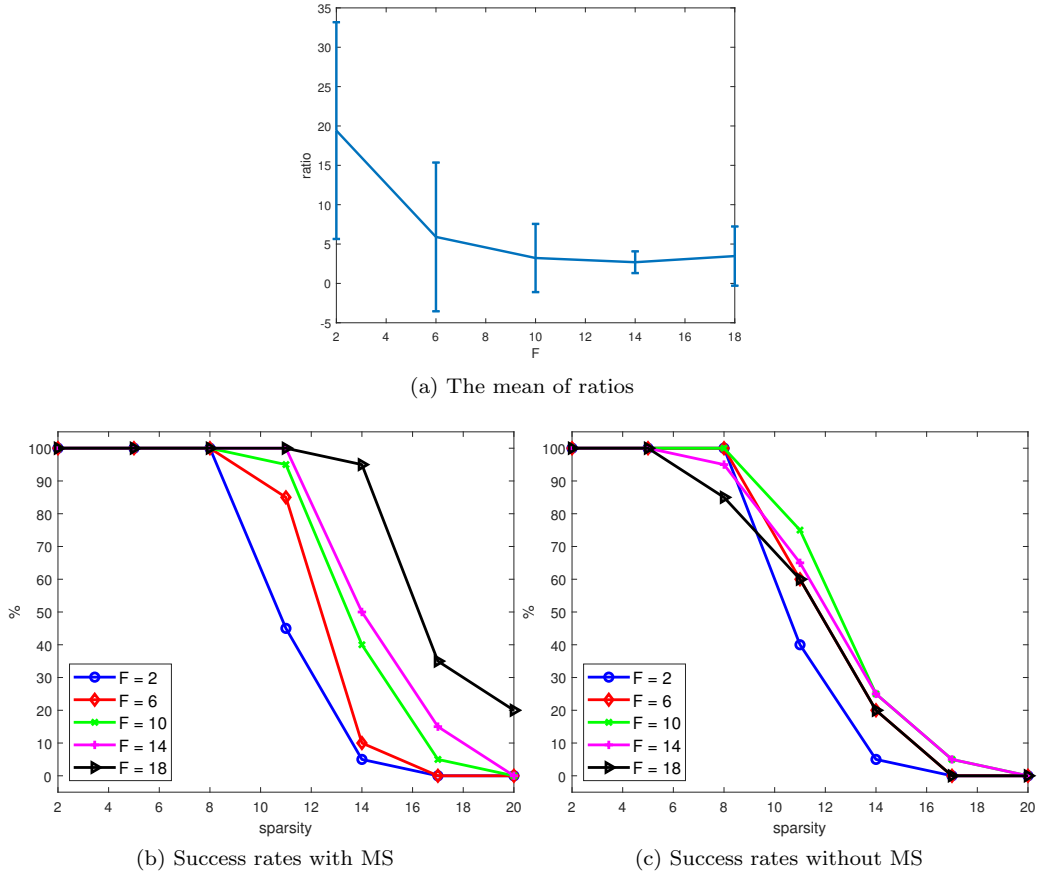 35
30
25
20
15
10
5
0
-5
ratio
2 4 6 8 10 12 14 16 18
F
(a) The mean of ratios
100
90
80
70
60
50
40
30
20
10
0
%
F = 2
F = 6
F = 10
F = 14
F = 18
2 4 6 8 10 12 14 16 18 20
sparsity
(b) Success rates with MS
100
90
80
70
60
50
40
30
20
10
0
%
F = 2
F = 6
F = 10
F = 14
F = 18
2 4 6 8 10 12 14 16 18 20
sparsity
(c) Success rates without MS